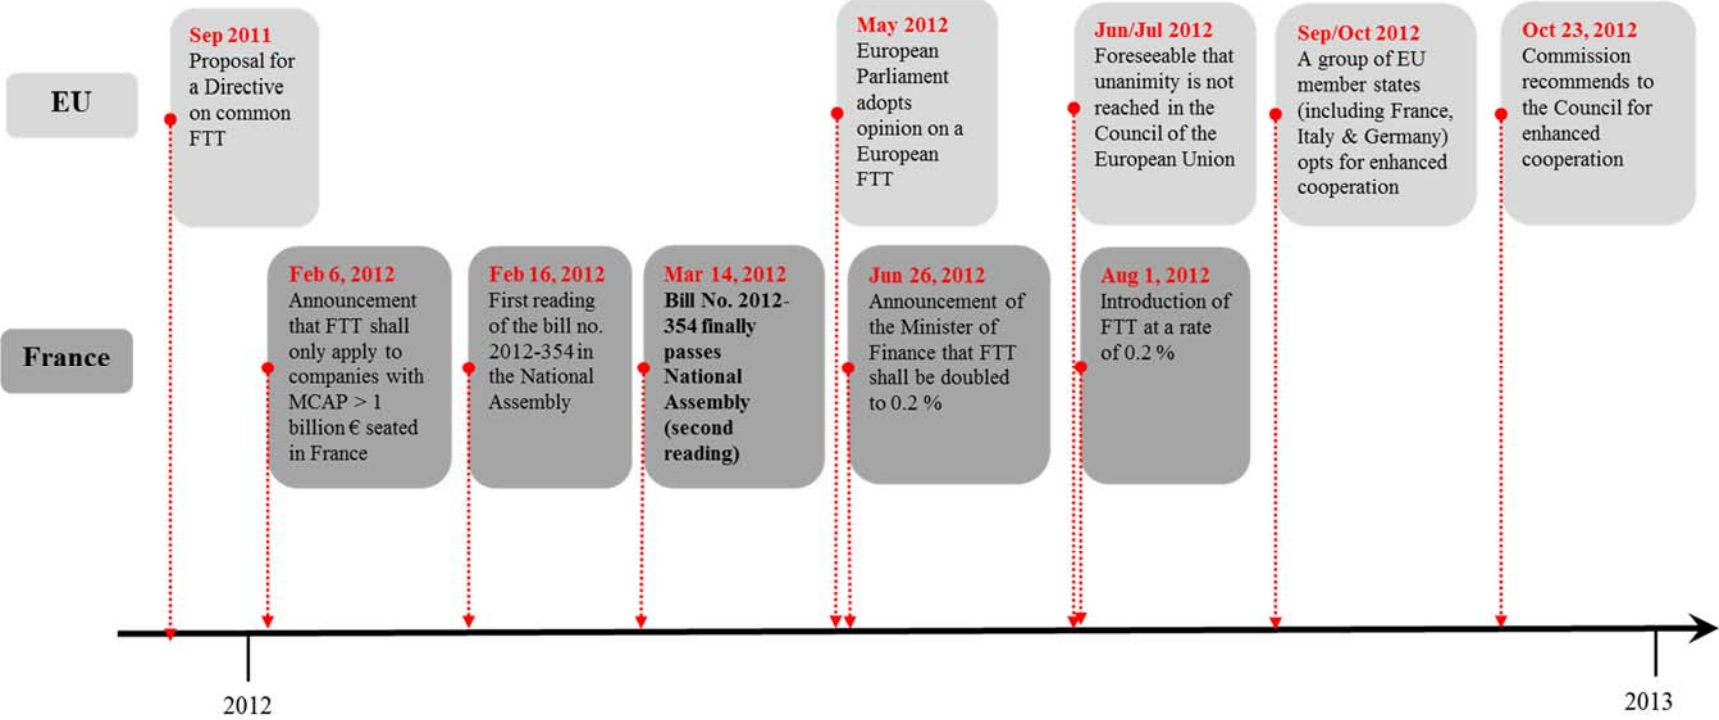 EU
Sep 2011
Proposal for
a Directive
on common
FTT
May 2012
European
Parliament
adopts
opinion on a
European
FTT
Jun/Jul 2012
Foreseeable that
unanimity is not
reached in the
Council of the
European Union
Sep/Oct 2012
A group of EU
member states
(including France,
Italy & Germany)
opts for enhanced
cooperation
Oct 23, 2012
Commission
recommends to
the Council for
enhanced
cooperation
France
Feb 6, 2012
Announcement
that FTT shall
only apply to
companies with
MCAP > 1
billion € seated
in France
Feb 16, 2012
First reading
of the bill no.
2012-354 in
the National
Assembly
Mar 14, 2012
Bill No. 2012-
354 finally
passes
National
Assembly
(second
reading)
Jun 26, 2012
Announcement of
the Minister of
Finance that FTT
shall be doubled
to 0.2 %
Aug 1, 2012
Introduction of
FTT at a rate
of 0.2 %
2012
2013